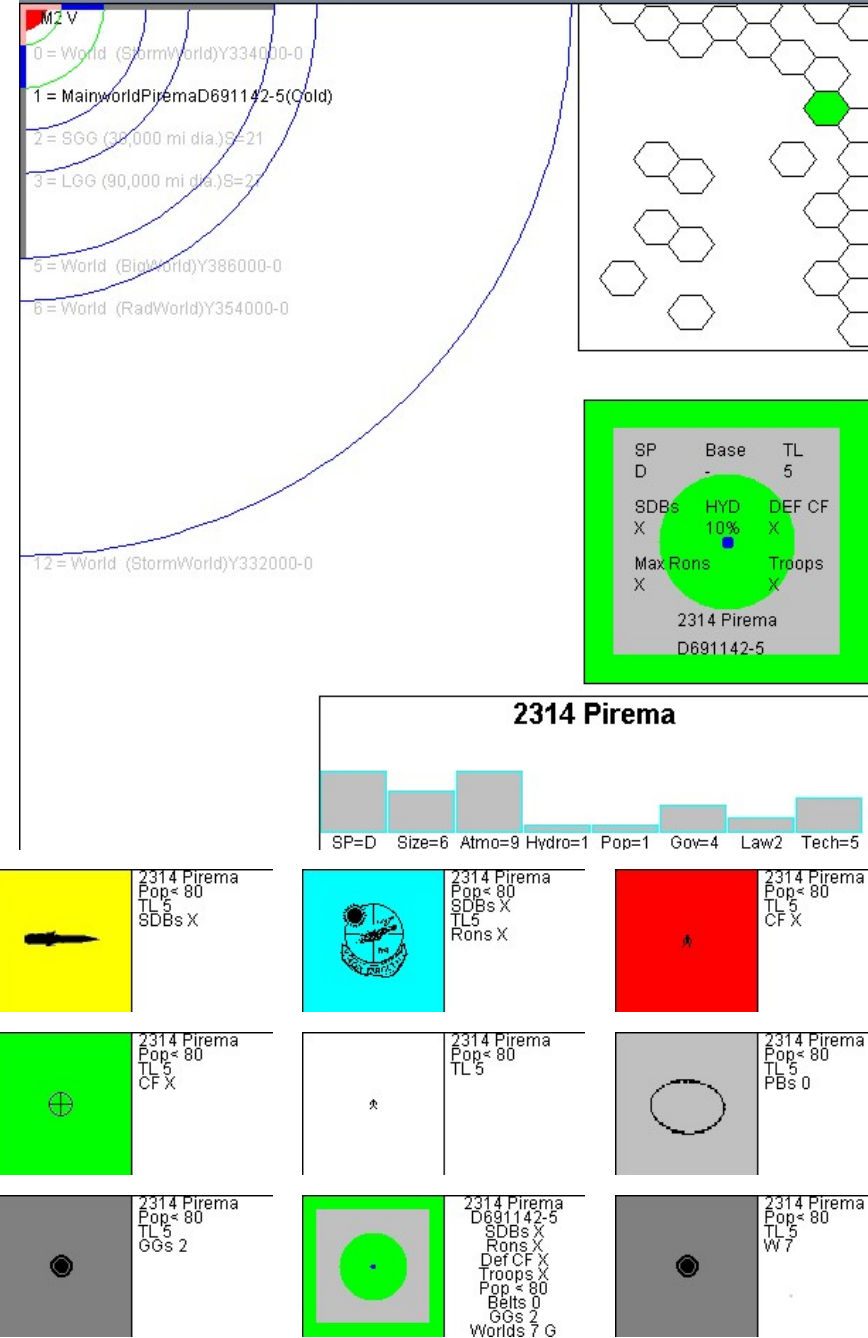 M2 V
0 = World (StormWorld)Y334000-0
1 = MainworldPiremaD691142-5(Cold)
2 = SGG (30,000 mi dia.)S=21
3 = LGG (90,000 mi dia.)S=27
5 = World (BigWorld)Y386000-0
6 = World (RadWorld)Y354000-0
12 = World (StormWorld)Y332000-0
SP Base TL
D - 5
SDBs HYD DEF CF
X 10% X
Max Rons Troops
X X
2314 Pirema
D691142-5
2314 Pirema
SP=D Size=6 Atmo=9 Hydro=1 Pop=1 Gov=4 Law2 Tech=5
2314 Pirema
Pop< 80
TL 5
SDBs X
2314 Pirema
Pop< 80
SDBs X
TL5
Rons X
2314 Pirema
Pop< 80
TL 5
CF X
2314 Pirema
Pop< 80
TL 5
CF X
2314 Pirema
Pop< 80
TL 5
2314 Pirema
Pop< 80
TL 5
PBs 0
2314 Pirema
Pop< 80
TL 5
GGs 2
2314 Pirema
D691142-5
SDBs X
Rons X
Def CF X
Troops X
Pop < 80
Belts 0
GGs 2
Worlds 7 G
2314 Pirema
Pop< 80
TL 5
W 7